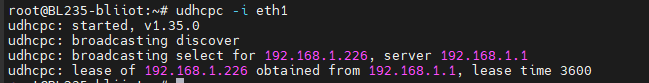 root@BL235-bliiot:~# udhcpc -i eth1
udhcpc: started, v1.35.0
udhcpc: broadcasting discover
udhcpc: broadcasting select for 192.168.1.226, server 192.168.1.1
udhcpc: lease of 192.168.1.226 obtained from 192.168.1.1, lease time 3600